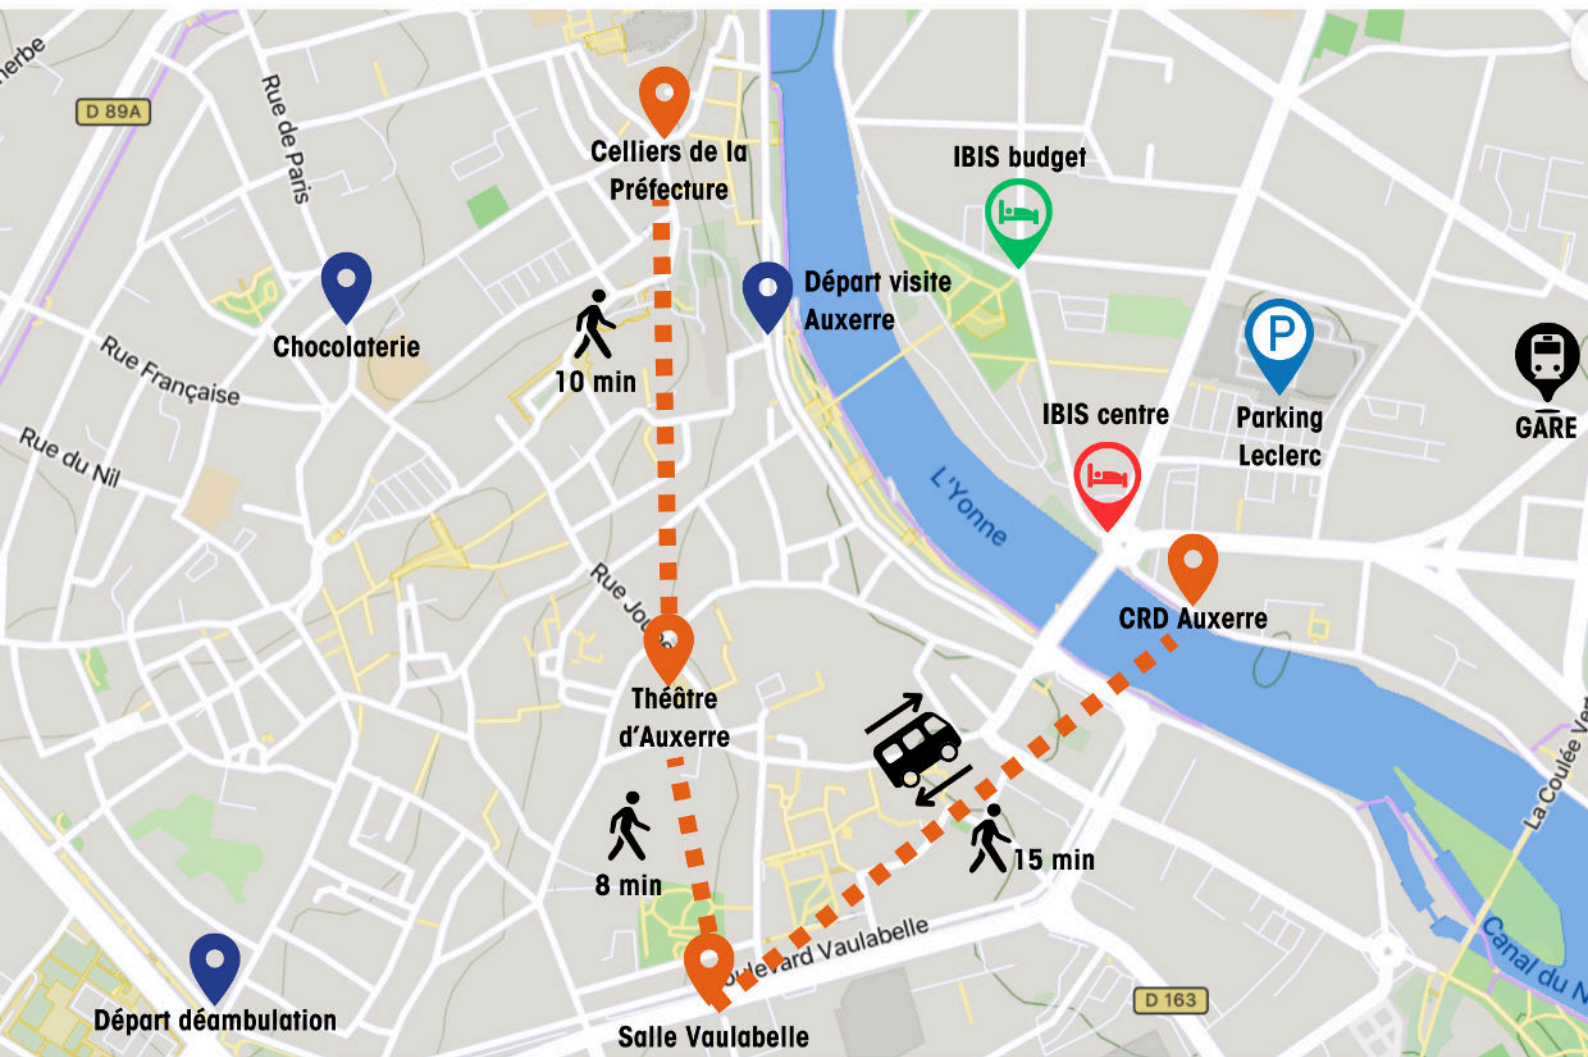 D 89A
Rue de Paris
Celliers de la
Préfecture
IBIS budget
Départ visite
Auxerre
Chocolaterie
10 min
Rue Française
Rue du Nil
P
Parking
Leclerc
GARE
IBIS centre
L'Yonne
CRD Auxerre
Théâtre
d'Auxerre
8 min
15 min
La Coulée
Boulevard Vaulabelle
Canal du
D 163
Départ déambulation
Salle Vaulabelle